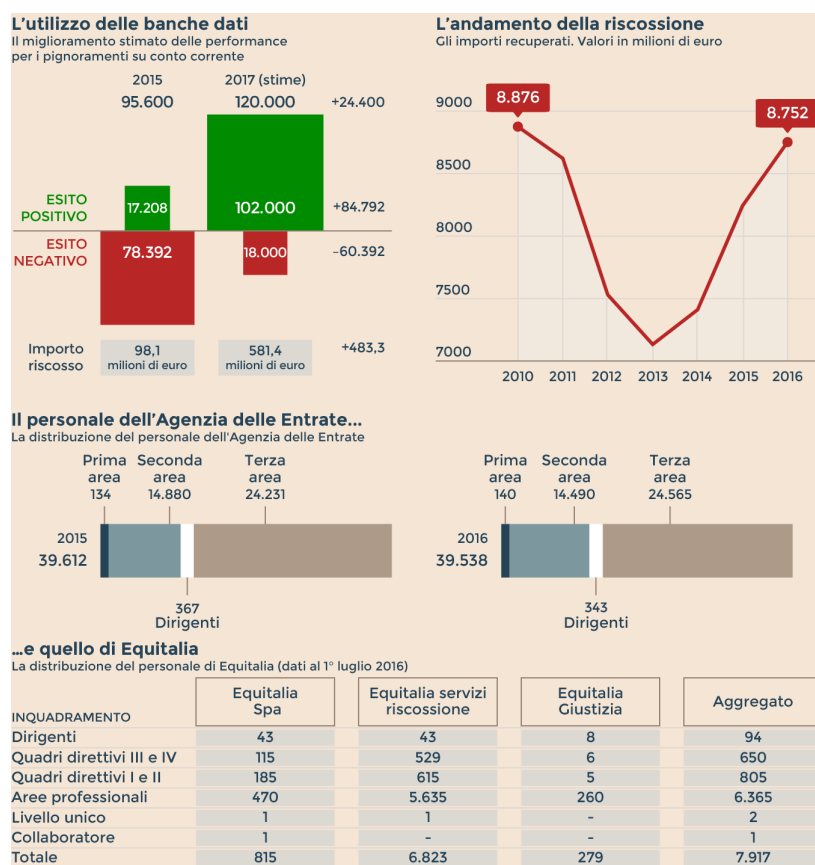 L'utilizzo delle banche dati
Il miglioramento stimato delle performance
per i pignoramenti su conto corrente
2015
2017 (stime)
95.600
120.000
+24.400
ESITO
POSITIVO
17.208
102.000
+84.792
ESITO
NEGATIVO
78.392
18.000
-60.392
Importo
riscosso
98,1
milioni di euro
581,4
milioni di euro
+483,3
L'andamento della riscossione
Gli importi recuperati. Valori in milioni di euro
9000
8500
8000
7500
7000
8.876
8.752
2010 2011 2012 2013 2014 2015 2016
Il personale dell'Agenzia delle Entrate...
La distribuzione del personale dell'Agenzia delle Entrate
Prima
area
134
Seconda
area
14.880
Terza
area
24.231
2015
39.612
367
Dirigenti
Prima
area
140
Seconda
area
14.490
Terza
area
24.565
2016
39.538
343
Dirigenti
...e quello di Equitalia
La distribuzione del personale di Equitalia (dati al 1° luglio 2016)
INQUADRAMENTO
Equitalia
Spa
Equitalia servizi
riscossione
Equitalia
Giustizia
Aggregato
Dirigenti 43 43 8 94
Quadri direttivi III e IV 115 529 6 650
Quadri direttivi I e II 185 615 5 805
Aree professionali 470 5.635 260 6.365
Livello unico 1 1 - 2
Collaboratore 1 - - 1
Totale 815 6.823 279 7.917